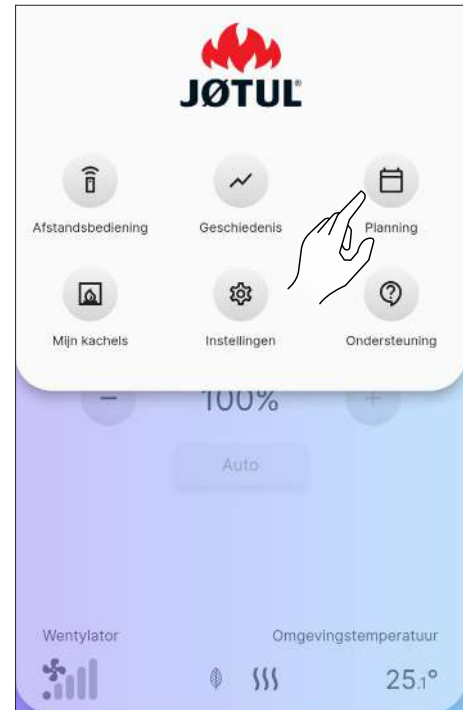 JØTUL®
Afstandsbediening Geschiedenis Planning
Mijn kachels Instellingen Ondersteuning
− 100% +
Auto
Wentylator Omgevingstemperatuur
25.1°